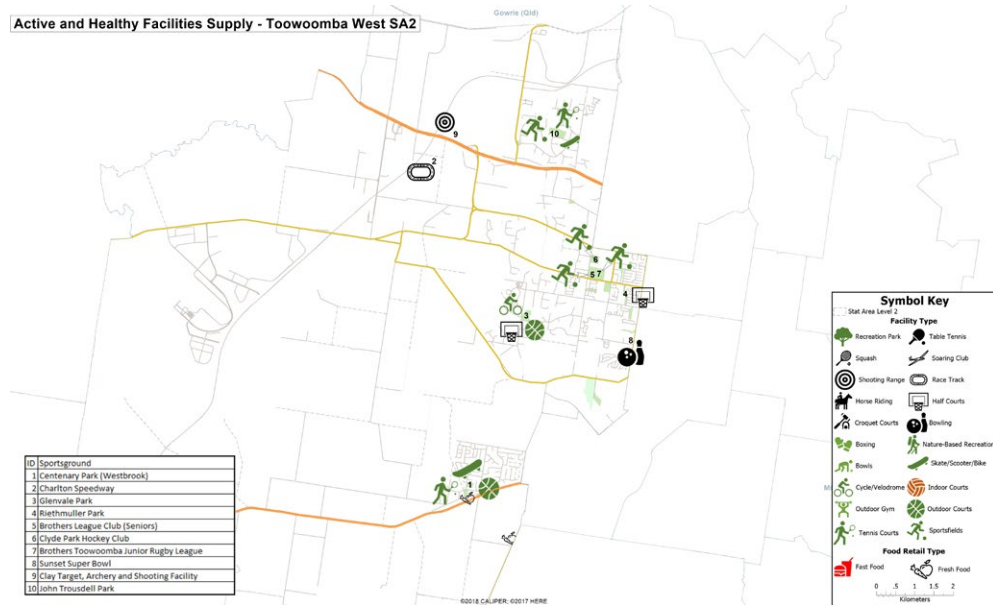 Active and Healthy Facilities Supply - Toowoomba West SA2
Gowrie (Qld)
9
10
2
6
5 7
4
3
8
1
Symbol Key
Stat Area Level 2
Facility Type
Recreation Park
Table Tennis
Squash
Soaring Club
Shooting Range
Race Track
Horse Riding
Half Courts
Croquet Courts
Bowling
Boxing
Nature-Based Recreation
Bowls
Skate/Scooter/Bike
Cycle/Velodrome
Indoor Courts
Outdoor Gym
Outdoor Courts
Tennis Courts
Sportsfields
Food Retail Type
Fast Food
Fresh Food
0 .5 1 1.5 2
Kilometers
ID Sportsground
1 Centenary Park (Westbrook)
2 Charlton Speedway
3 Glenvale Park
4 Riethmuller Park
5 Brothers League Club (Seniors)
6 Clyde Park Hockey Club
7 Brothers Toowoomba Junior Rugby League
8 Sunset Super Bowl
9 Clay Target, Archery and Shooting Facility
10 John Trousdell Park
©2018 CALIPER; ©2017 HERE